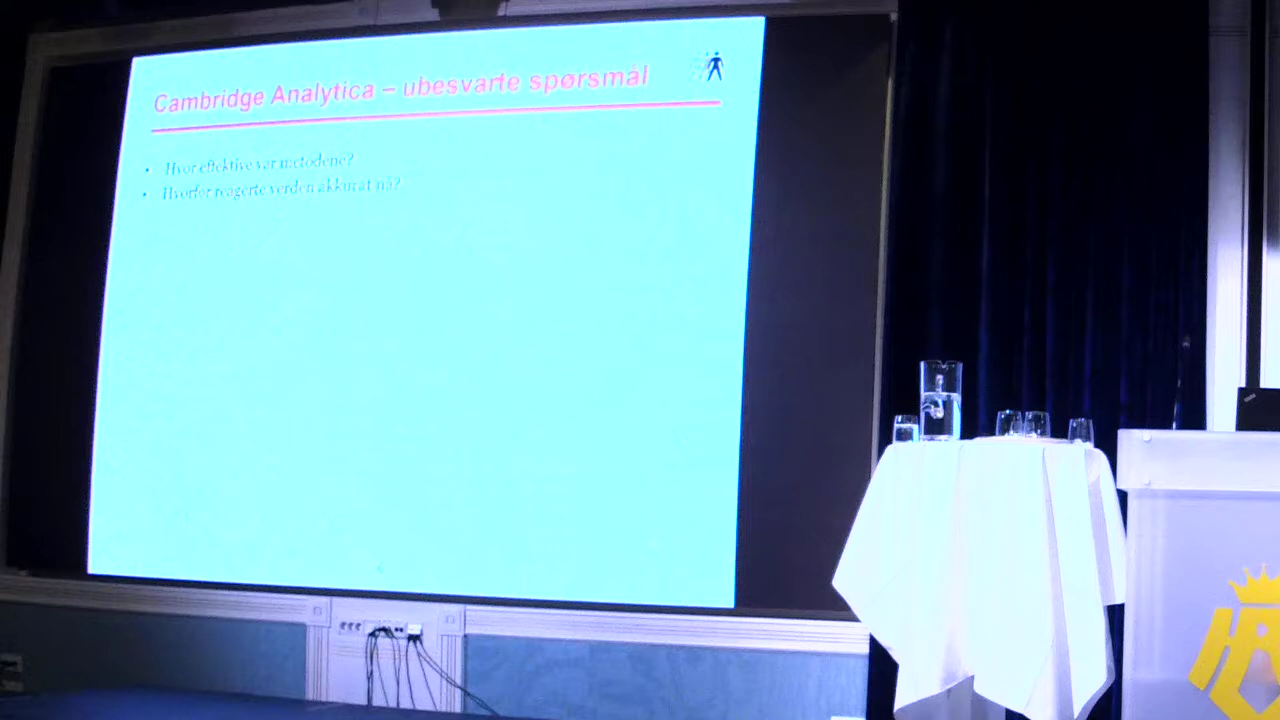 Cambridge Analytica – ubesvarte spørsmål
• Hvor effektive var metodene?
• Hvorfor reagerte verden akkurat nå?